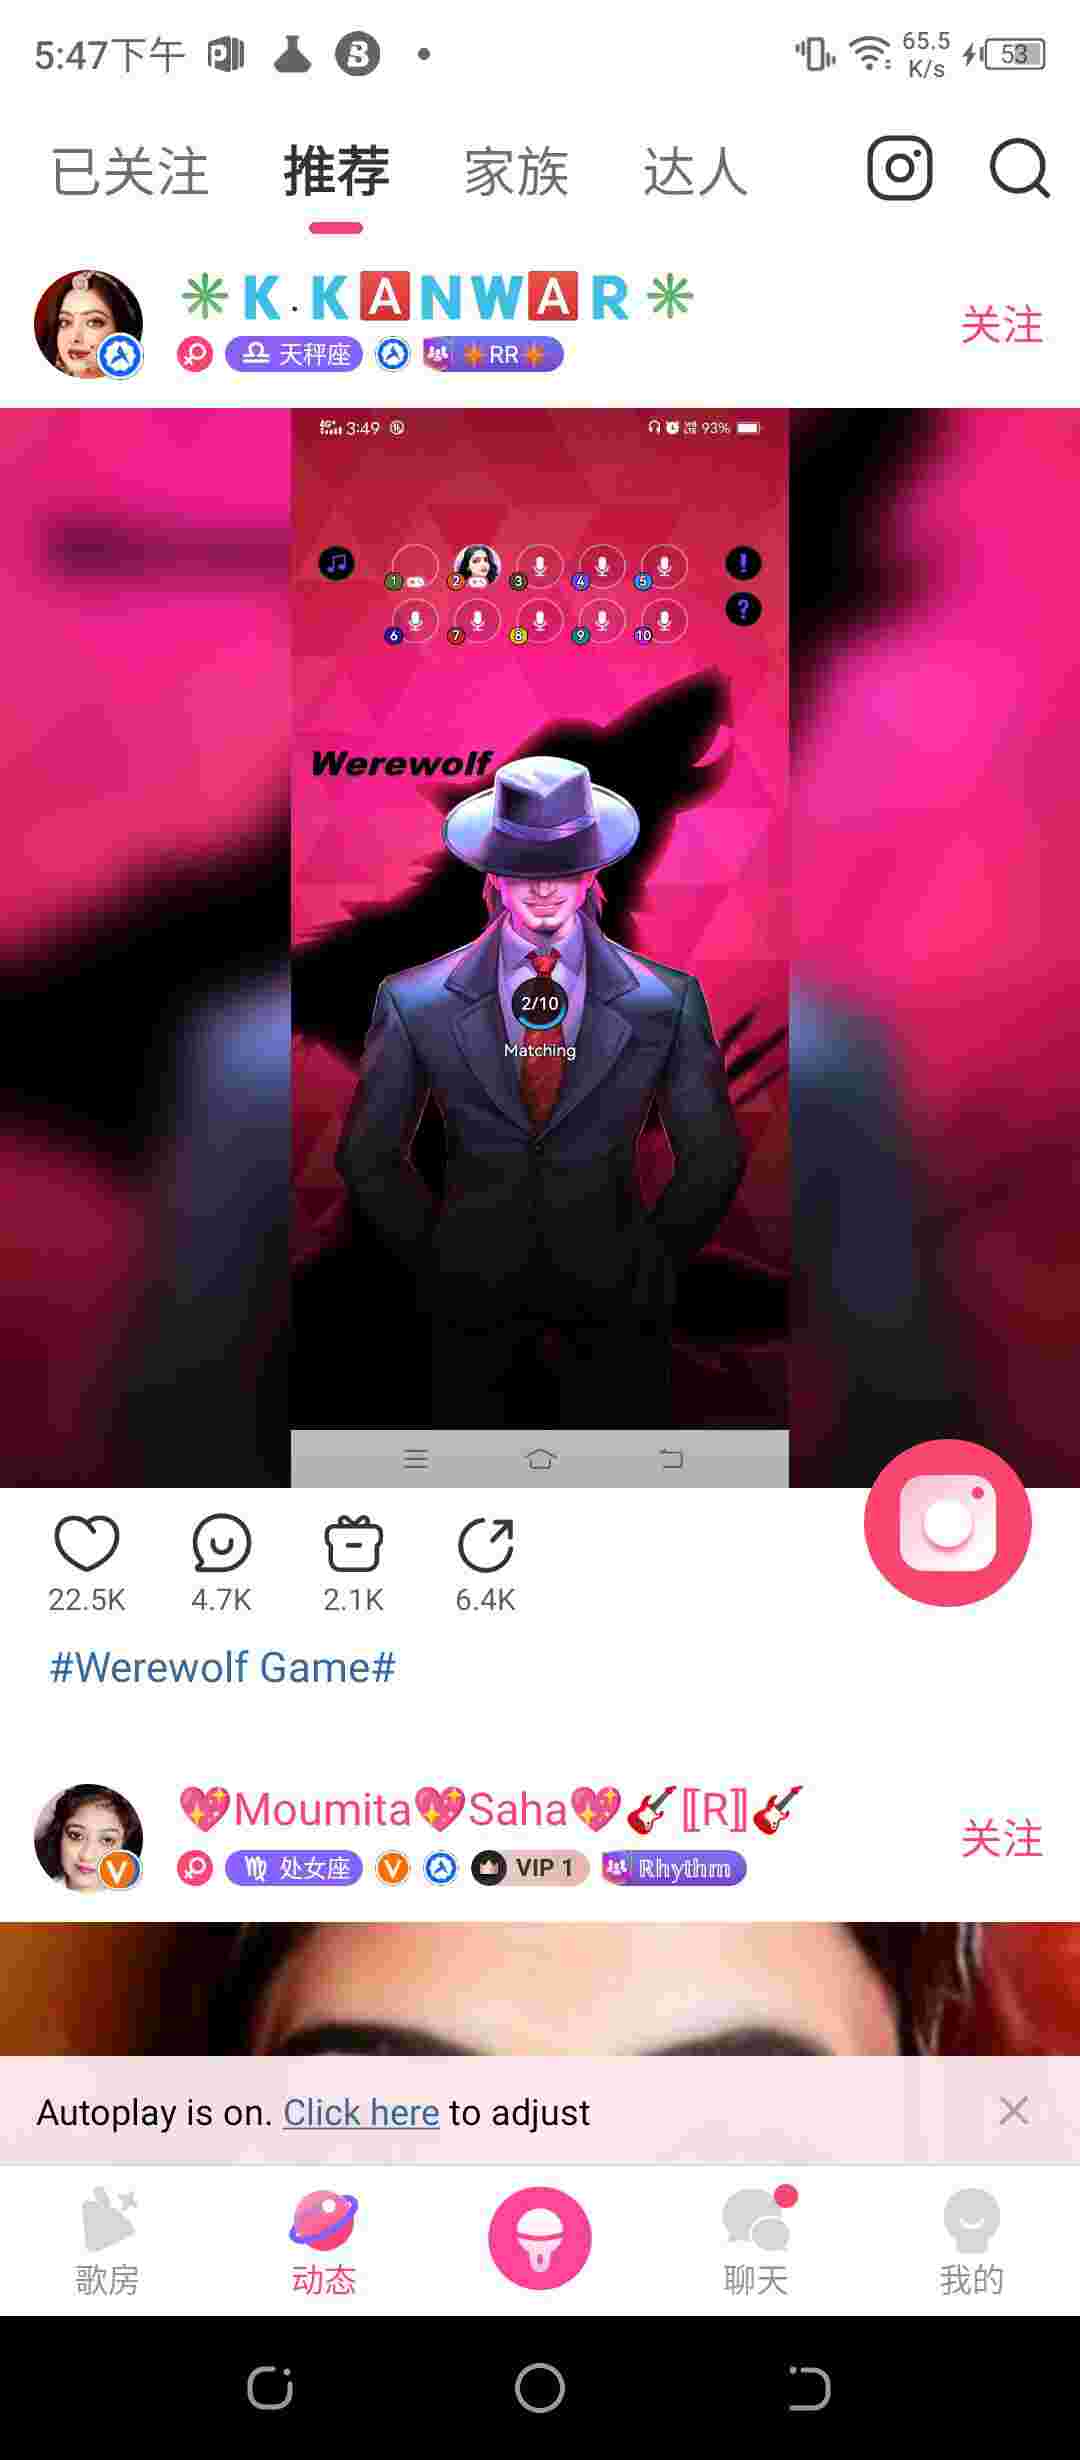 5:47下午 65.5 K/s 53
已关注 推荐 家族 达人
K.KANWAR
关注
天秤座 RR
3:49 93%
1 2 3 4 5
6 7 8 9 10
Werewolf
2/10
Matching
22.5K 4.7K 2.1K 6.4K
#Werewolf Game#
💖Moumita💖Saha💖🎸〚R〛🎸
关注
处女座 VIP 1 Rhythm
Autoplay is on. Click here to adjust
歌房 动态 聊天 我的